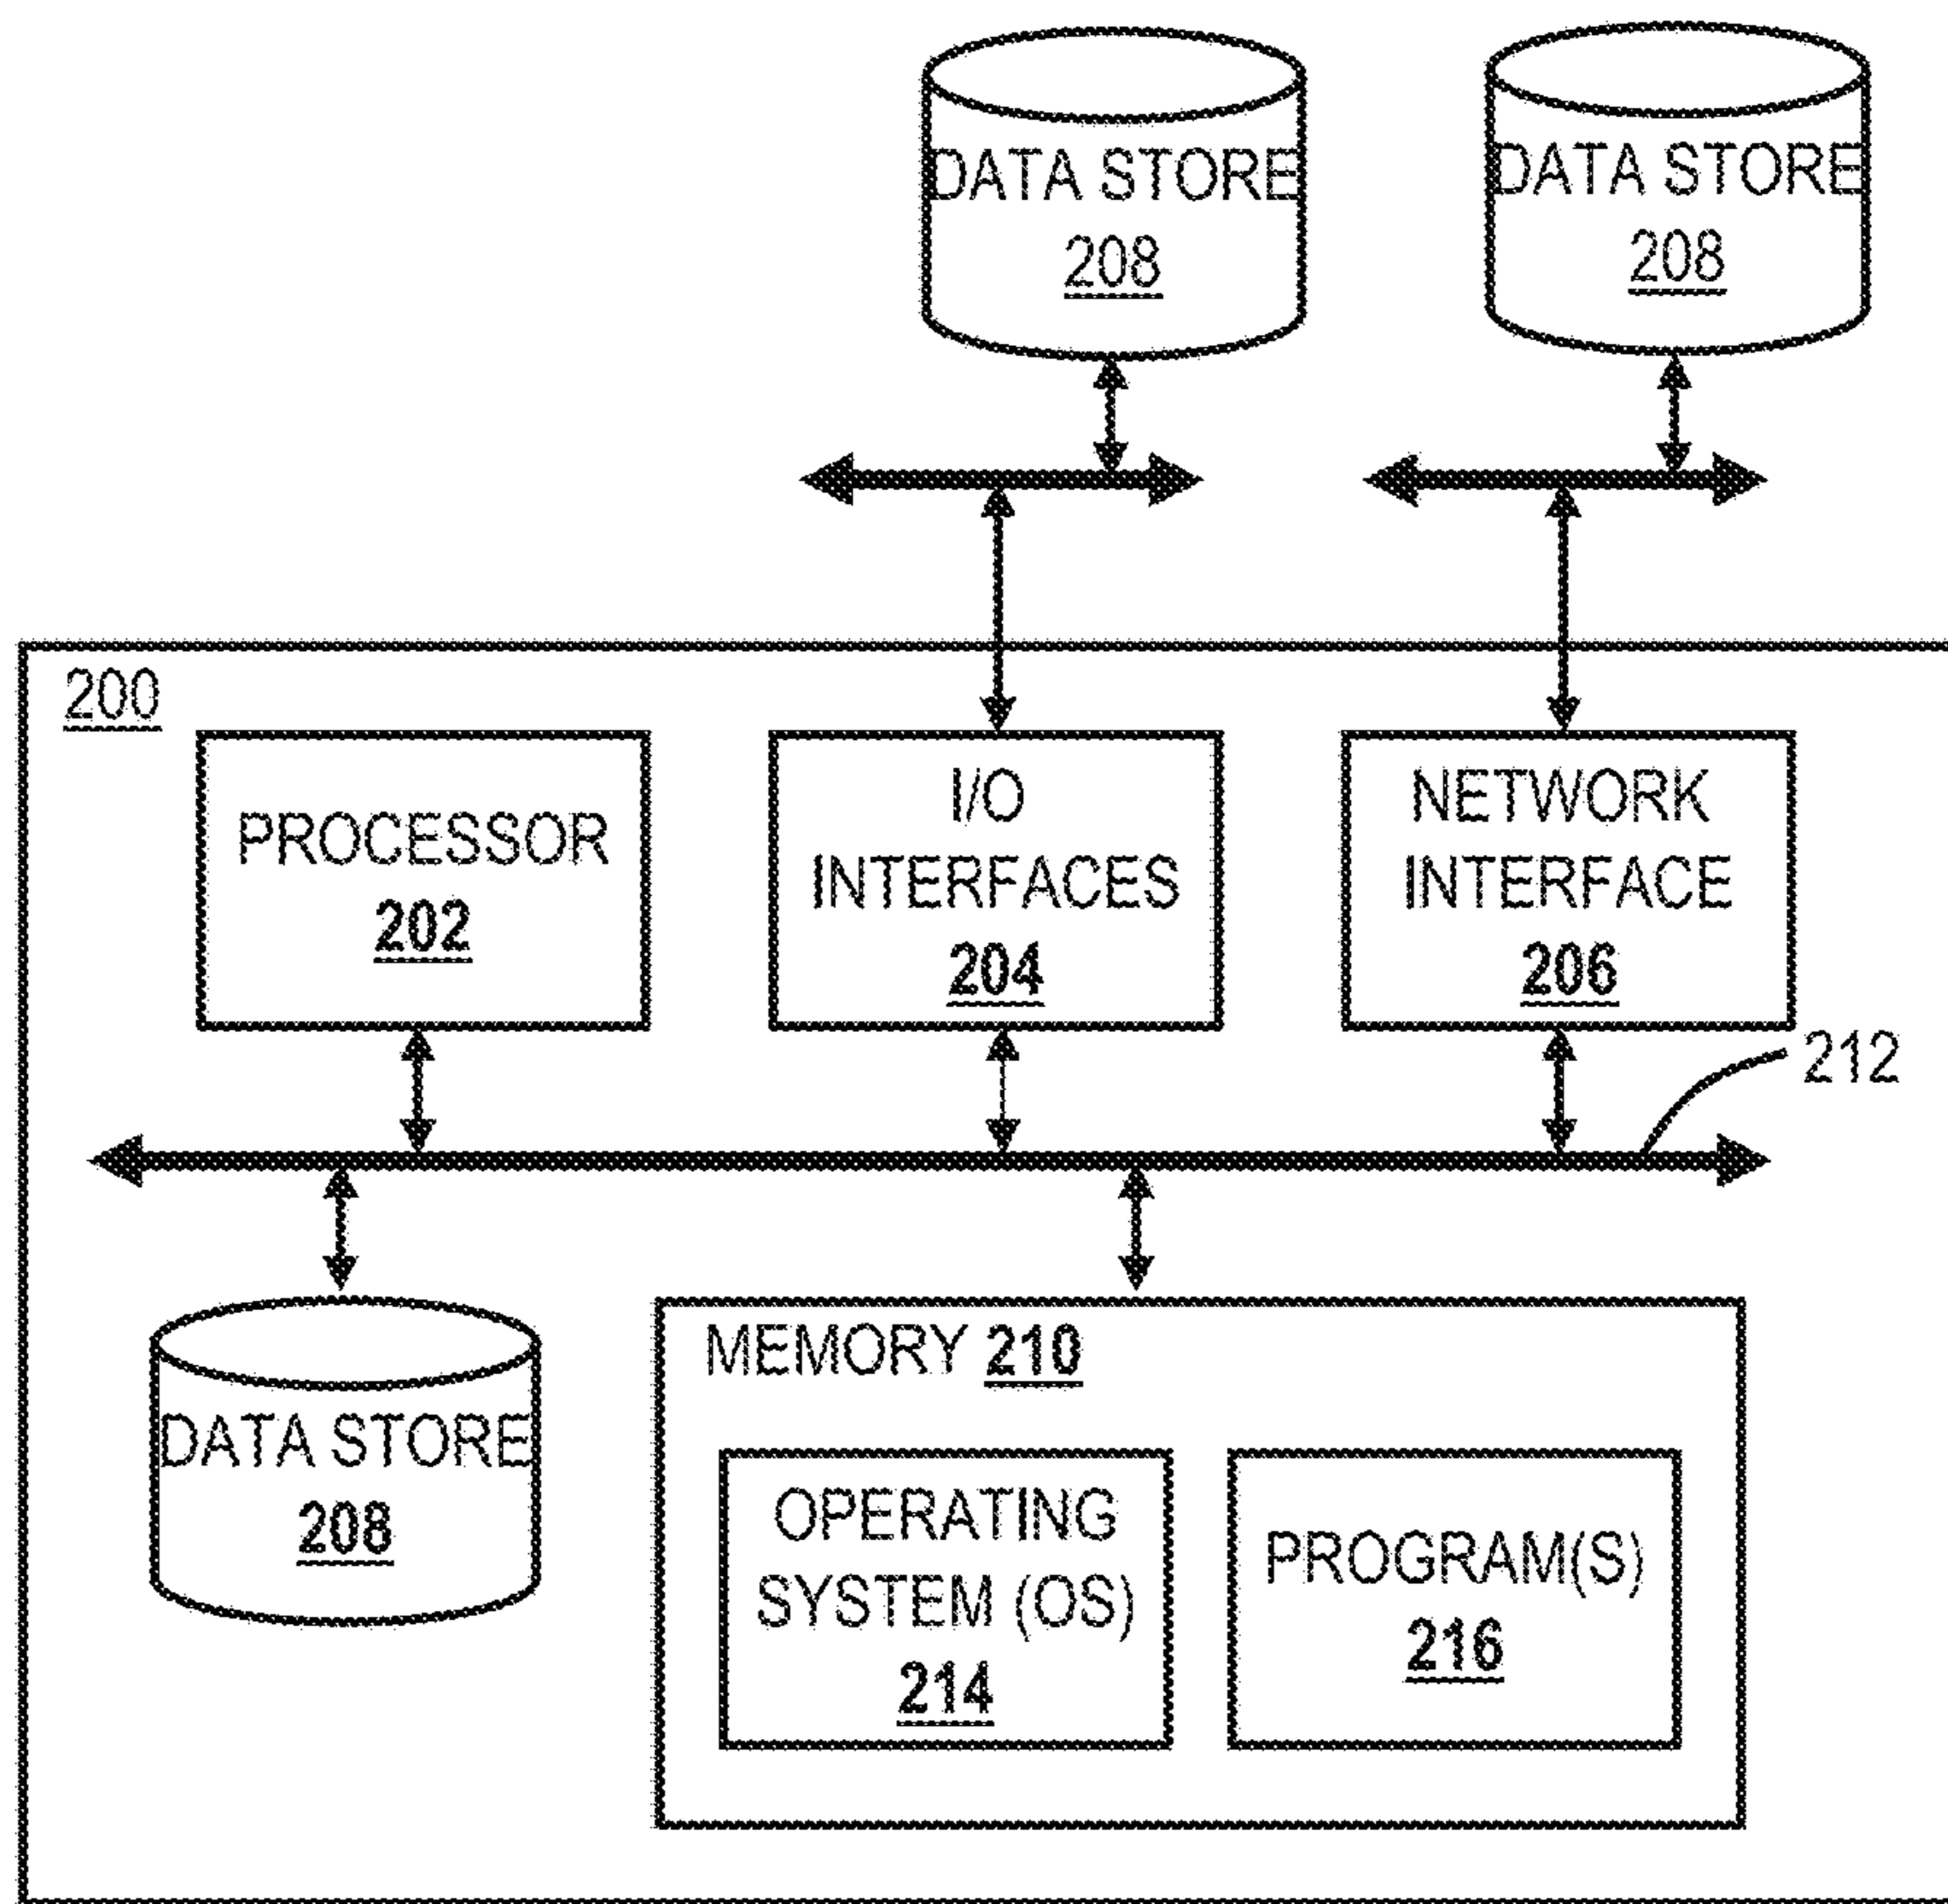 DATA STORE
208
DATA STORE
208
200
PROCESSOR
202
I/O
INTERFACES
204
NETWORK
INTERFACE
206
212
DATA STORE
208
MEMORY 210
OPERATING
SYSTEM (OS)
214
PROGRAM(S)
216